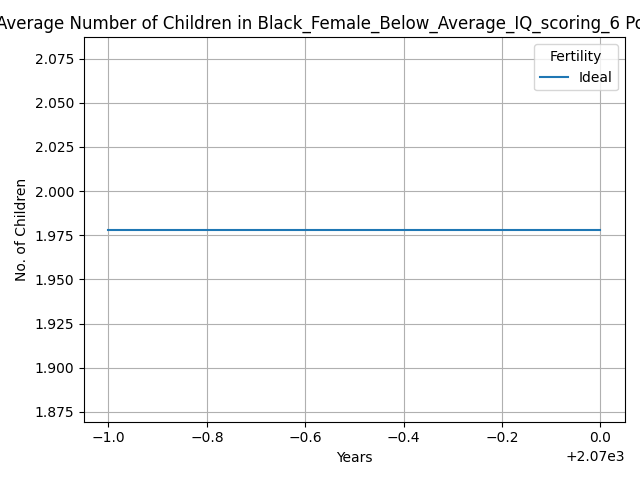 Average Number of Children in Black_Female_Below_Average_IQ_scoring_6 Po
Fertility
Ideal
2.075
2.050
2.025
2.000
1.975
1.950
1.925
1.900
1.875
No. of Children
−1.0 −0.8 −0.6 −0.4 −0.2 0.0
+2.07e3
Years